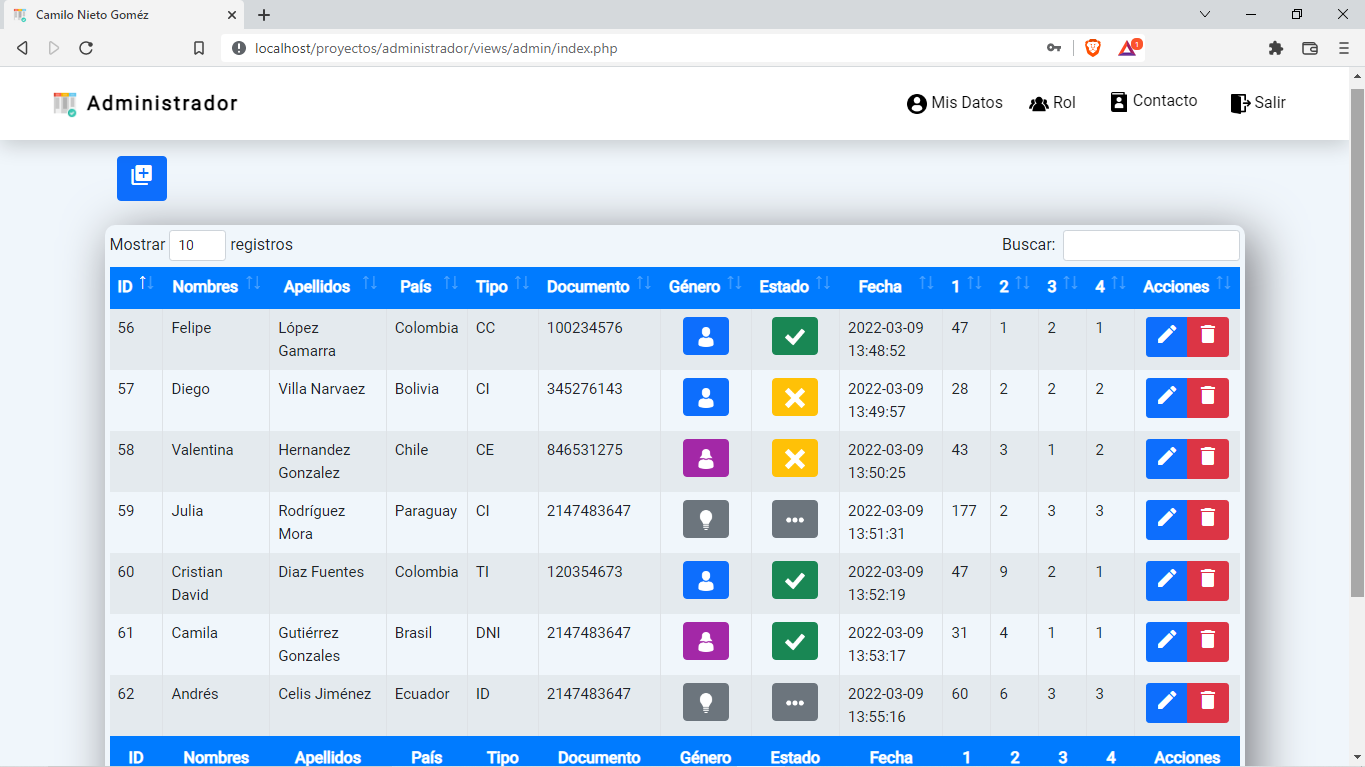 Camilo Nieto Goméz
localhost/proyectos/administrador/views/admin/index.php
1
Administrador
Mis Datos
Rol
Contacto
Salir
Mostrar 10 registros
Buscar:
ID Nombres Apellidos País Tipo Documento Género Estado Fecha 1 2 3 4 Acciones
56 Felipe López Colombia CC 100234576 2022-03-09 47 1 2 1
Gamarra 13:48:52
57 Diego Villa Narvaez Bolivia CI 345276143 2022-03-09 28 2 2 2
13:49:57
58 Valentina Hernandez Chile CE 846531275 2022-03-09 43 3 1 2
Gonzalez 13:50:25
59 Julia Rodríguez Paraguay CI 2147483647 2022-03-09 177 2 3 3
Mora 13:51:31
60 Cristian Diaz Fuentes Colombia TI 120354673 2022-03-09 47 9 2 1
David 13:52:19
61 Camila Gutiérrez Brasil DNI 2147483647 2022-03-09 31 4 1 1
Gonzales 13:53:17
62 Andrés Celis Jiménez Ecuador ID 2147483647 2022-03-09 60 6 3 3
13:55:16
ID Nombres Apellidos País Tipo Documento Género Estado Fecha 1 2 3 4 Acciones